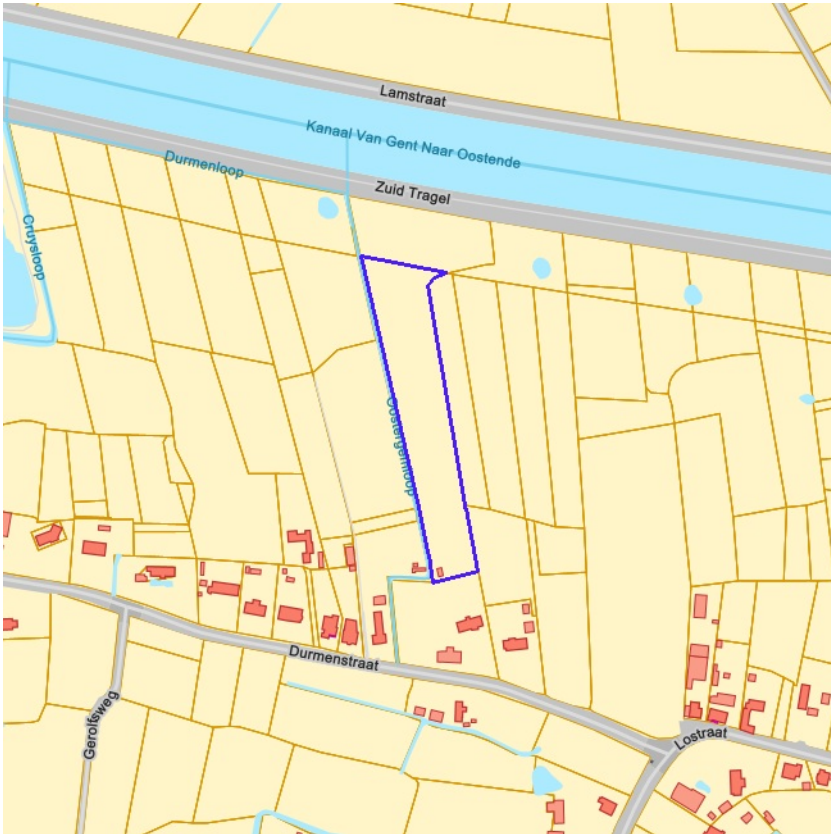 Lamstraat
Kanaal Van Gent Naar Oostende
Durmenloop
Zuid Tragel
Cruysloop
Oostergemloop
Durmenstraat
Gerolfsweg
Lostraat